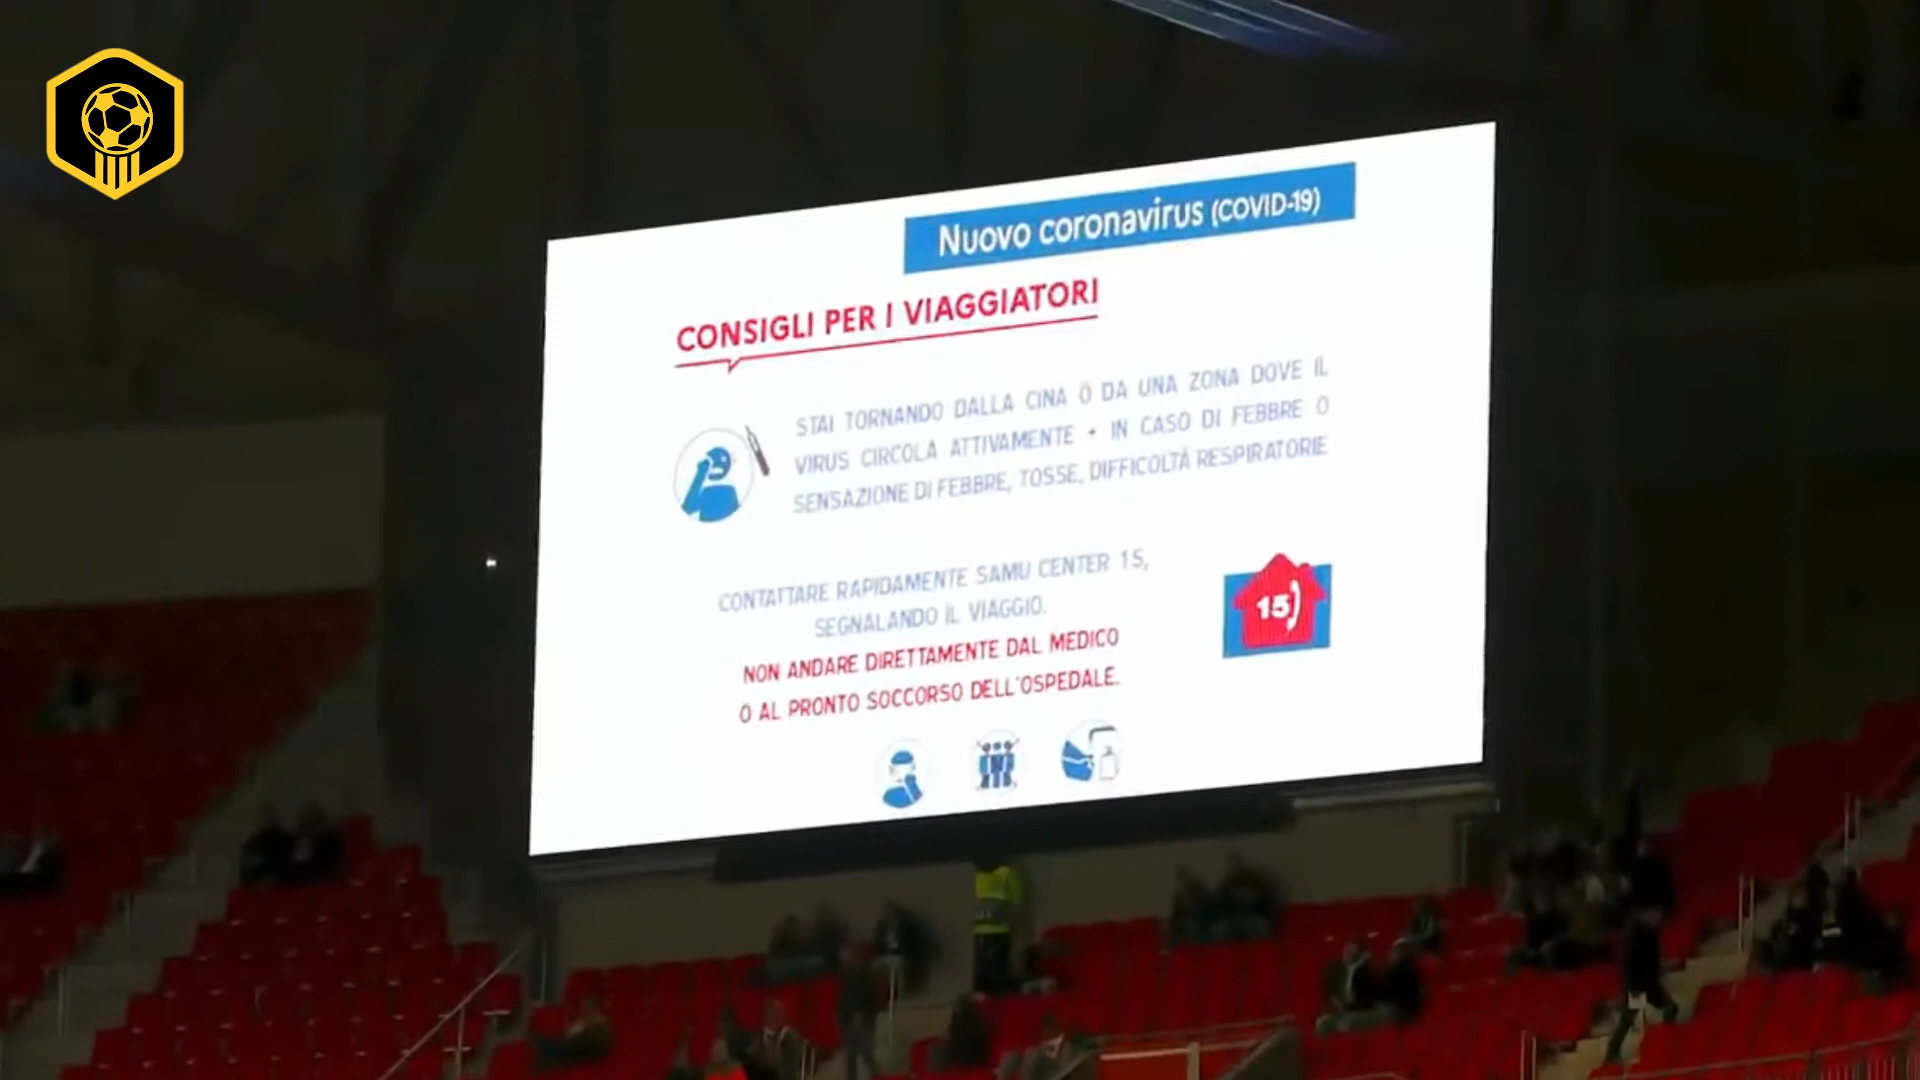 Nuovo coronavirus (COVID-19)
CONSIGLI PER I VIAGGIATORI
STAI TORNANDO DALLA CINA O DA UNA ZONA DOVE IL
VIRUS CIRCOLA ATTIVAMENTE + IN CASO DI FEBBRE O
SENSAZIONE DI FEBBRE, TOSSE, DIFFICOLTÀ RESPIRATORIE
CONTATTARE RAPIDAMENTE SAMU CENTER 15,
SEGNALANDO IL VIAGGIO.
15
NON ANDARE DIRETTAMENTE DAL MEDICO
O AL PRONTO SOCCORSO DELL'OSPEDALE.